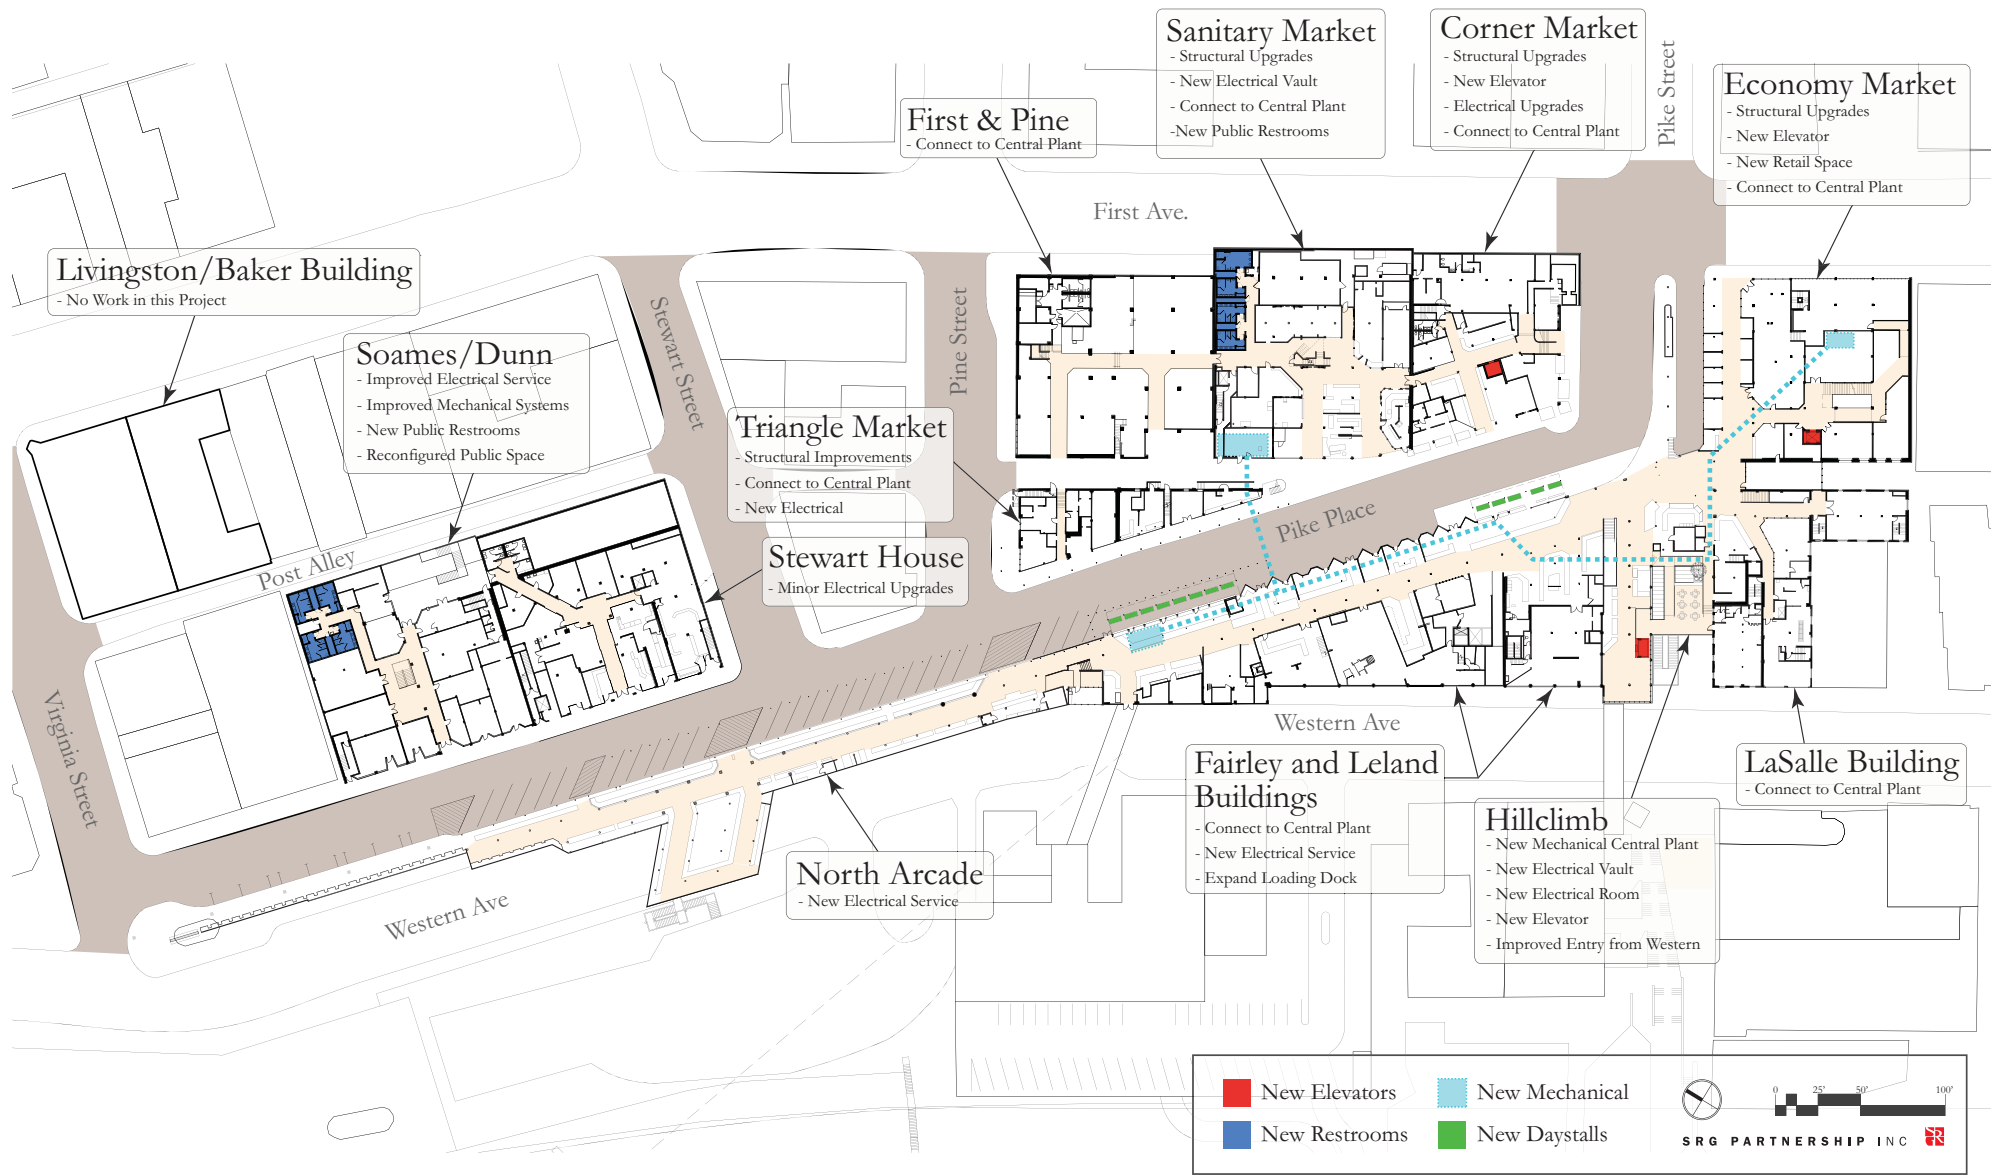 Sanitary Market
- Structural Upgrades
- New Electrical Vault
- Connect to Central Plant
-New Public Restrooms
Corner Market
- Structural Upgrades
- New Elevator
- Electrical Upgrades
- Connect to Central Plant
Pike Street
Economy Market
- Structural Upgrades
- New Elevator
- New Retail Space
- Connect to Central Plant
First & Pine
- Connect to Central Plant
First Ave.
Livingston/Baker Building
- No Work in this Project
Soames/Dunn
- Improved Electrical Service
- Improved Mechanical Systems
- New Public Restrooms
- Reconfigured Public Space
Stewart Street
Pine Street
Triangle Market
- Structural Improvements
- Connect to Central Plant
- New Electrical
Stewart House
- Minor Electrical Upgrades
Pike Place
Post Alley
Virginia Street
Western Ave
Western Ave
North Arcade
- New Electrical Service
Fairley and Leland
Buildings
- Connect to Central Plant
- New Electrical Service
- Expand Loading Dock
Hillclimb
- New Mechanical Central Plant
- New Electrical Vault
- New Electrical Room
- New Elevator
- Improved Entry from Western
LaSalle Building
- Connect to Central Plant
New Elevators
New Mechanical
New Restrooms
New Daystalls
0 25' 50' 100'
SRG PARTNERSHIP INC